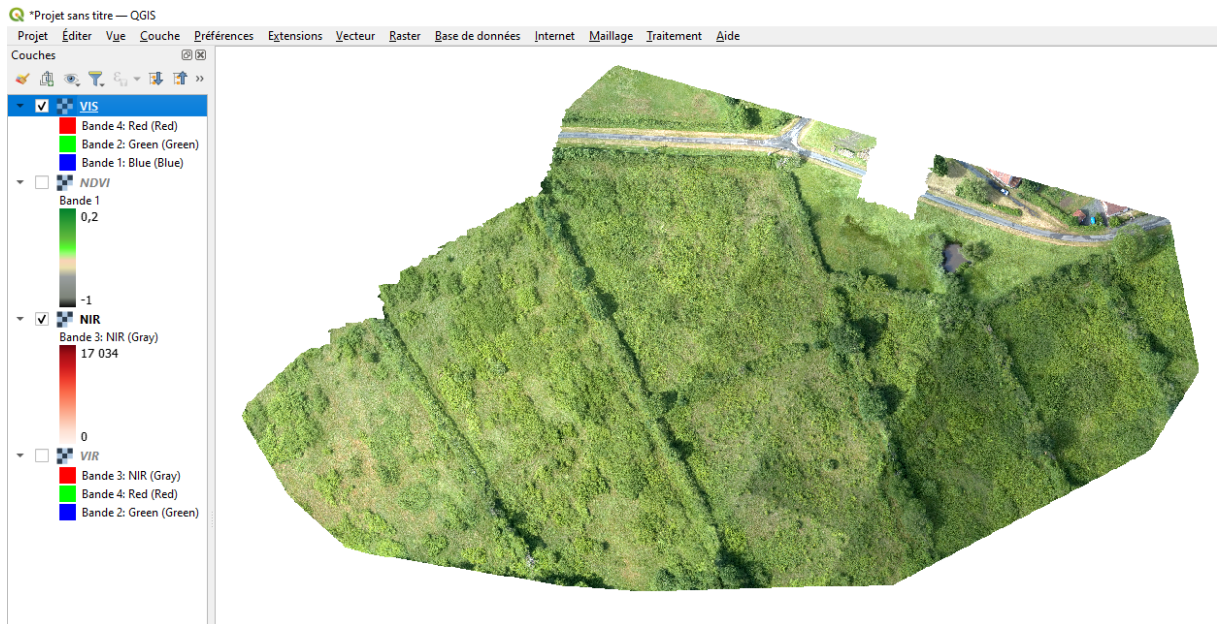 *Projet sans titre — QGIS
Projet Éditer Vue Couche Préférences Extensions Vecteur Raster Base de données Internet Maillage Traitement Aide
Couches
VIS
Bande 4: Red (Red)
Bande 2: Green (Green)
Bande 1: Blue (Blue)
NDVI
Bande 1
0,2
-1
NIR
Bande 3: NIR (Gray)
17 034
0
VIR
Bande 3: NIR (Gray)
Bande 4: Red (Red)
Bande 2: Green (Green)